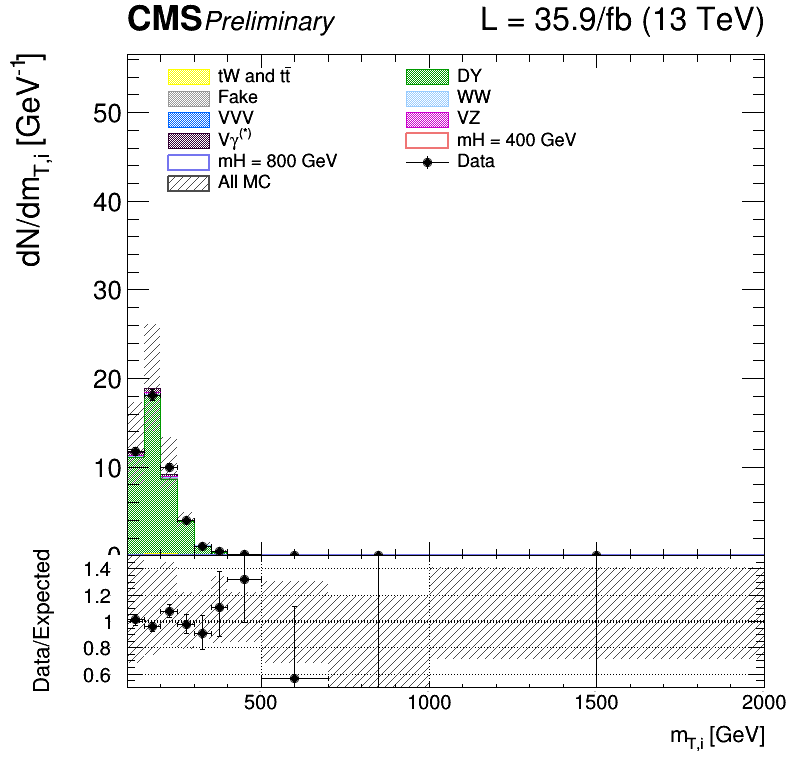 CMS Preliminary L = 35.9/fb (13 TeV)
dN/dm_{T,i} [GeV^{-1}]
tW and tt̄ DY
Fake WW
VVV VZ
Vγ^{(*)} mH = 400 GeV
mH = 800 GeV Data
All MC
50
40
30
20
10
0
Data/Expected
1.4
1.2
1
0.8
0.6
500 1000 1500 2000
m_{T,i} [GeV]